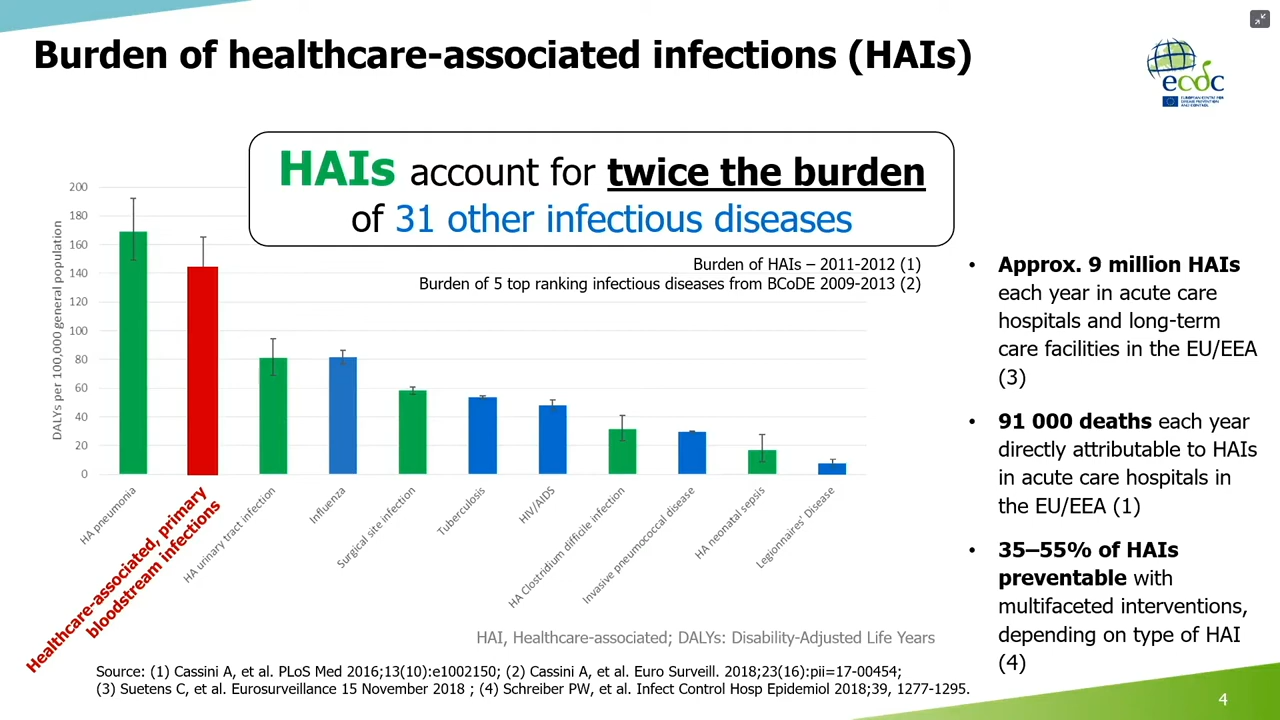 Burden of healthcare-associated infections (HAIs)
ecdc
EUROPEAN CENTRE FOR
DISEASE PREVENTION
AND CONTROL
HAIs account for twice the burden
of 31 other infectious diseases
Burden of HAIs – 2011-2012 (1)
Burden of 5 top ranking infectious diseases from BCoDE 2009-2013 (2)
DALYs per 100,000 general population
200
180
160
140
120
100
80
60
40
20
0
HA pneumonia
Healthcare-associated, primary
bloodstream infections
HA urinary tract infection
Influenza
Surgical site infection
Tuberculosis
HIV/AIDS
HA Clostridium difficile infection
Invasive pneumococcal disease
HA neonatal sepsis
Legionnaires' Disease
HAI, Healthcare-associated; DALYs: Disability-Adjusted Life Years
• Approx. 9 million HAIs
each year in acute care
hospitals and long-term
care facilities in the EU/EEA
(3)
• 91 000 deaths each year
directly attributable to HAIs
in acute care hospitals in
the EU/EEA (1)
• 35–55% of HAIs
preventable with
multifaceted interventions,
depending on type of HAI
(4)
Source: (1) Cassini A, et al. PLoS Med 2016;13(10):e1002150; (2) Cassini A, et al. Euro Surveill. 2018;23(16):pii=17-00454;
(3) Suetens C, et al. Eurosurveillance 15 November 2018 ; (4) Schreiber PW, et al. Infect Control Hosp Epidemiol 2018;39, 1277-1295.
4